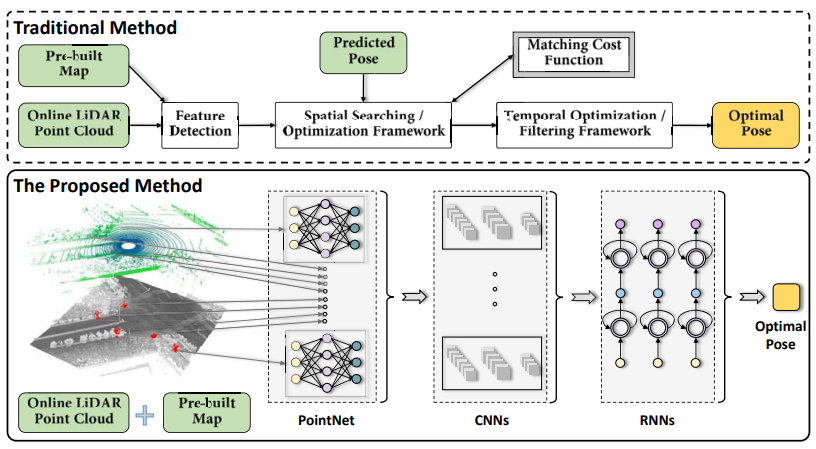 Traditional Method
Pre-built
Map
Predicted
Pose
Matching Cost
Function
Online LiDAR
Point Cloud
Feature
Detection
Spatial Searching /
Optimization Framework
Temporal Optimization /
Filtering Framework
Optimal
Pose
The Proposed Method
Optimal
Pose
Online LiDAR
Point Cloud
Pre-built
Map
PointNet
CNNs
RNNs